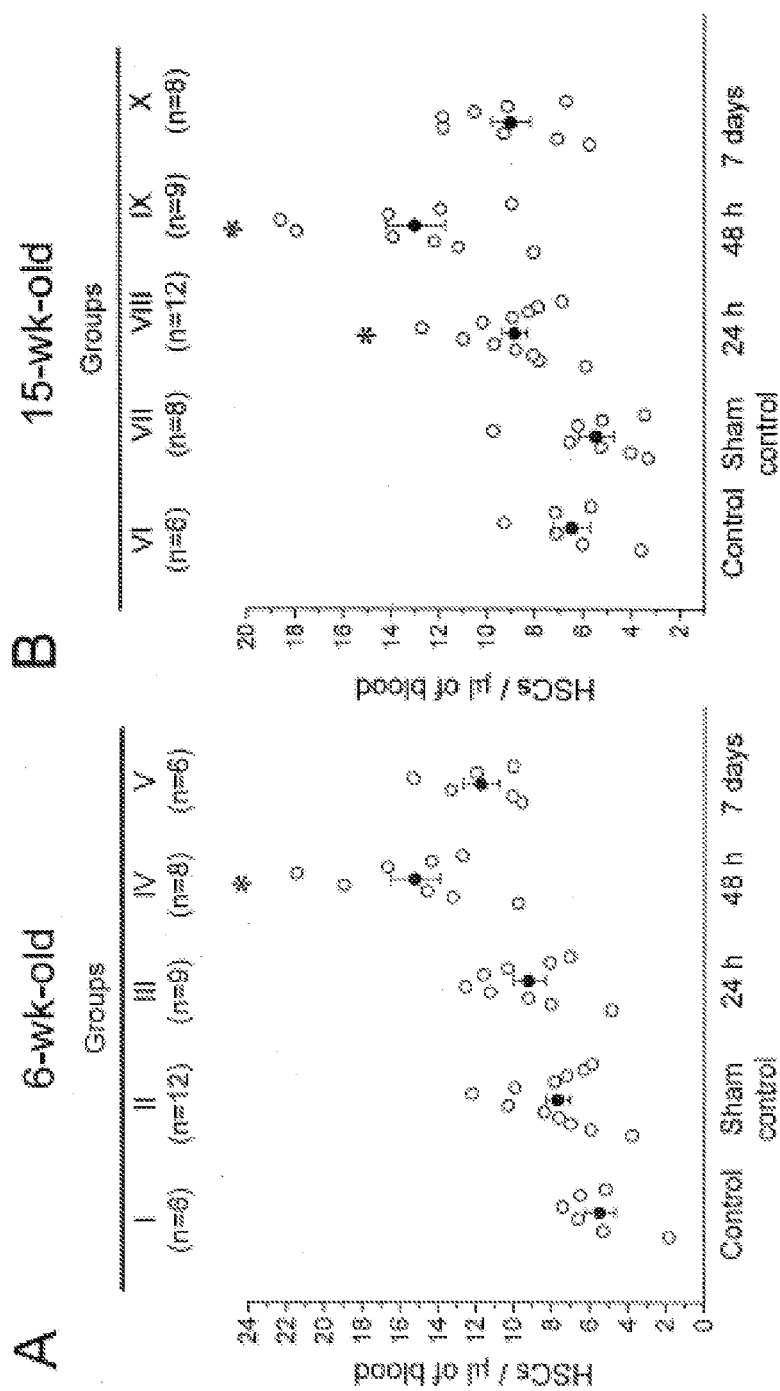 A
6-wk-old
Groups
I II III IV V
(n=6) (n=12) (n=9) (n=8) (n=6)
*
HSCs / µl of blood
24
22
20
18
16
14
12
10
8
6
4
2
0
Control Sham control 24 h 48 h 7 days
B
15-wk-old
Groups
VI VII VIII IX X
(n=6) (n=8) (n=12) (n=9) (n=8)
* *
HSCs / µl of blood
20
18
16
14
12
10
8
6
4
2
Control Sham control 24 h 48 h 7 days